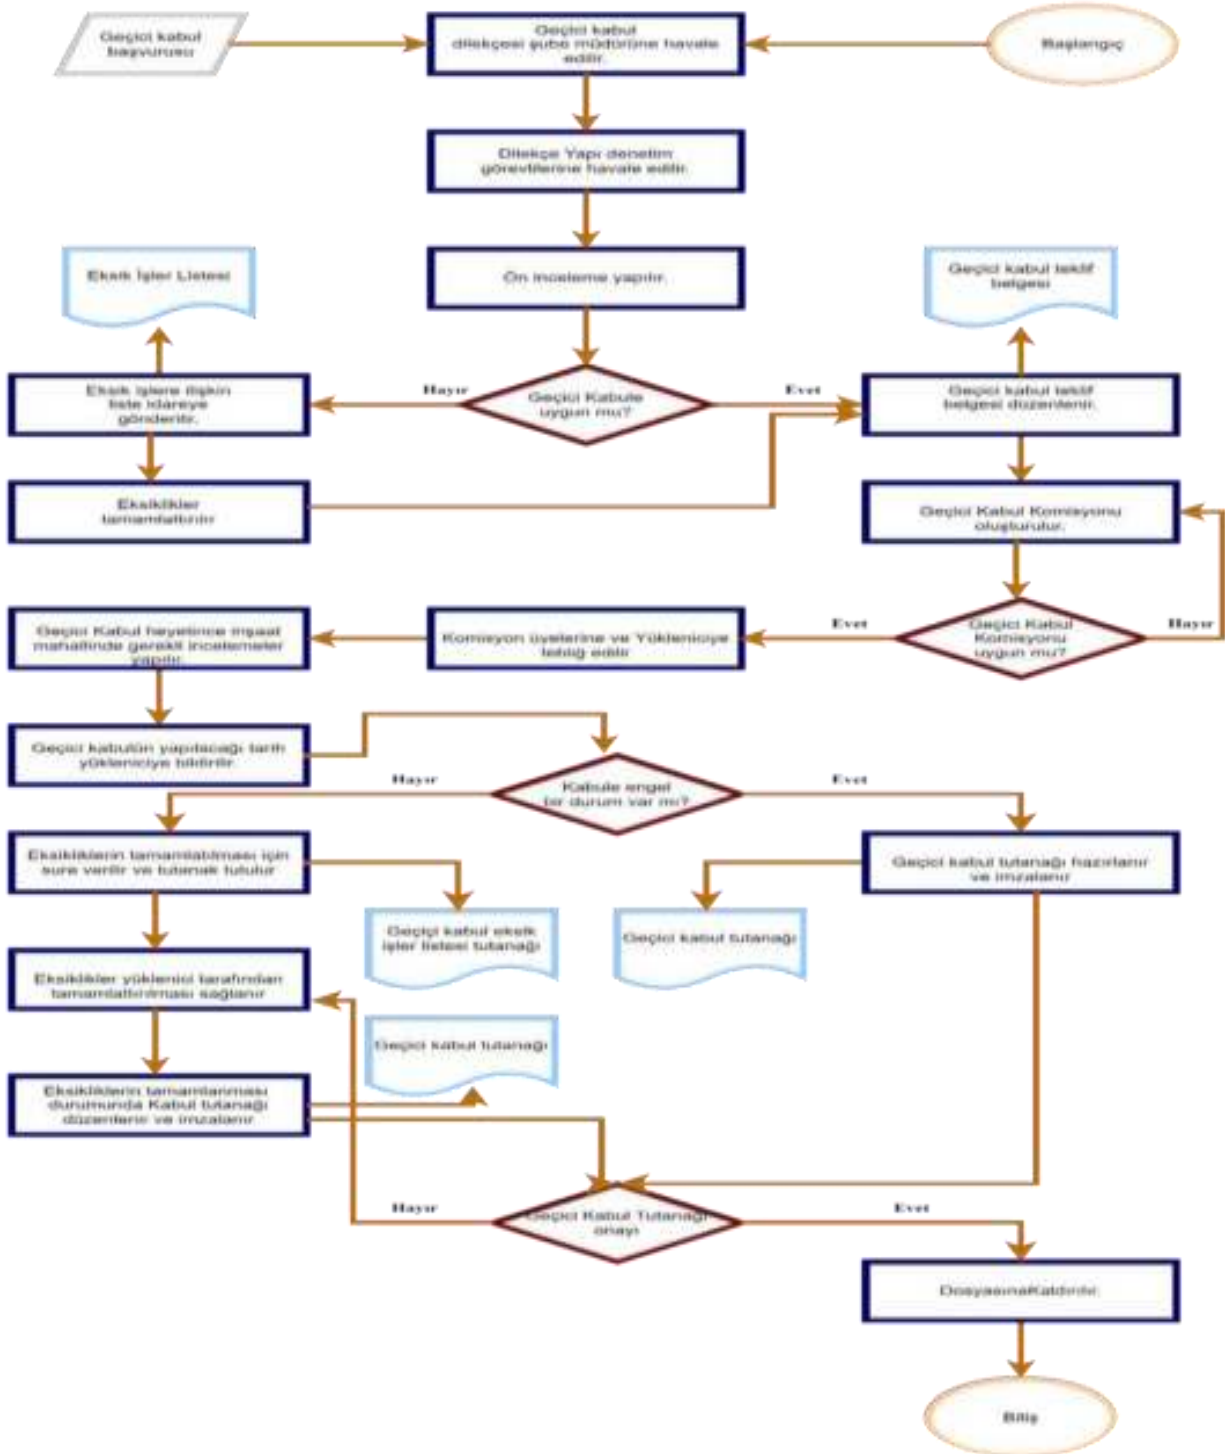 Geçici kabul
başvurusu
Geçici kabul
dilekçesi şube müdürüne havale
edilir.
Başlangıç
Dilekçe Yapı denetim
görevlilerine havale edilir.
Ön inceleme yapılır.
Eksik İşler Listesi
Geçici kabul teklif
belgesi
Eksik işlere ilişkin
liste idareye
gönderilir.
Hayır
Geçici Kabule
uygun mu?
Evet
Geçici kabul teklif
belgesi düzenlenir.
Eksiklikler
tamamlattırılır
Geçici Kabul Komisyonu
oluşturulur.
Geçici Kabul heyetince inşaat
mahallinde gerekli incelemeler
yapılır.
Komisyon üyelerine ve Yükleniciye
tebliğ edilir
Evet
Geçici Kabul
Komisyonu
uygun mu?
Hayır
Geçici kabulün yapılacağı tarih
yükleniciye bildirilir
Hayır
Kabule engel
bir durum var mı?
Evet
Eksikliklerin tamamlatılması için
süre verilir ve tutanak tutulur
Geçici kabul tutanağı hazırlanır
ve imzalanır
Geçiçi kabul eksik
işler listesi tutanağı
Geçici kabul tutanağı
Eksiklikler yüklenici tarafından
tamamlattırılması sağlanır
Geçici kabul tutanağı
Eksikliklerin tamamlanması
durumunda Kabul tutanağı
düzenlenir ve imzalanır
Hayır
Geçici Kabul Tutanağı
onayı
Evet
DosyasınaKaldırılır.
Bitiş